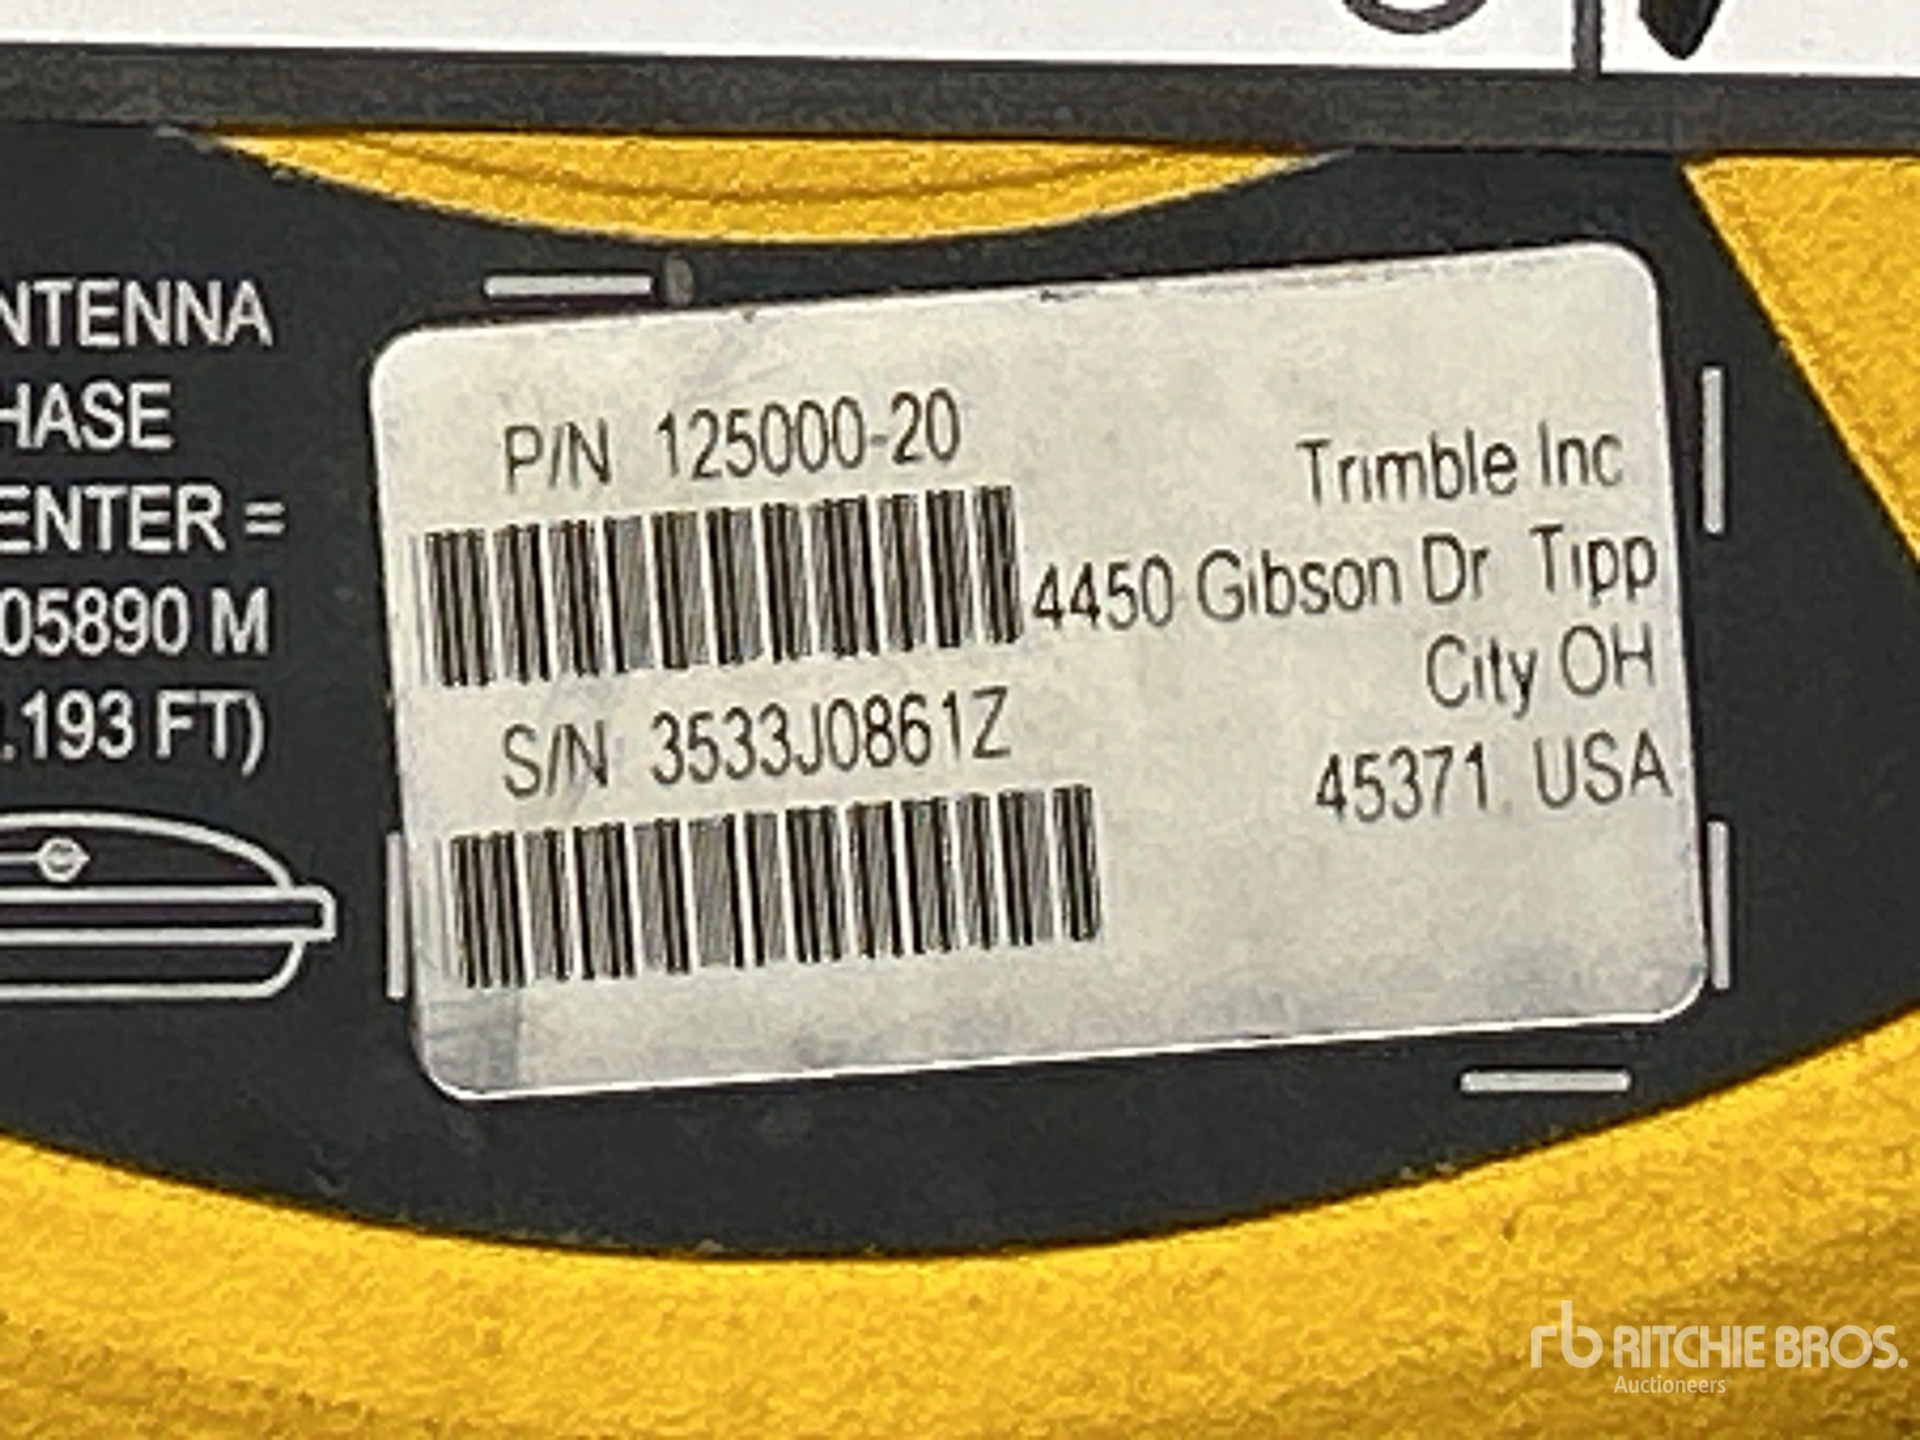 NTENNA
HASE
ENTER =
05890 M
.193 FT)
P/N 125000-20
S/N 3533J0861Z
Trimble Inc
4450 Gibson Dr Tipp
City OH
45371 USA
rb RITCHIE BROS.
Auctioneers